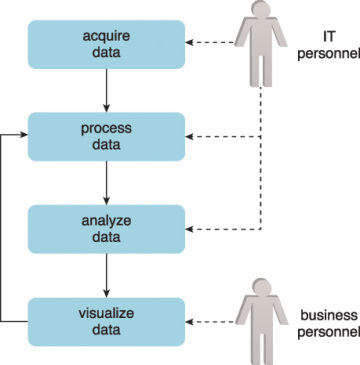 acquire
data
IT
personnel
process
data
analyze
data
visualize
data
business
personnel